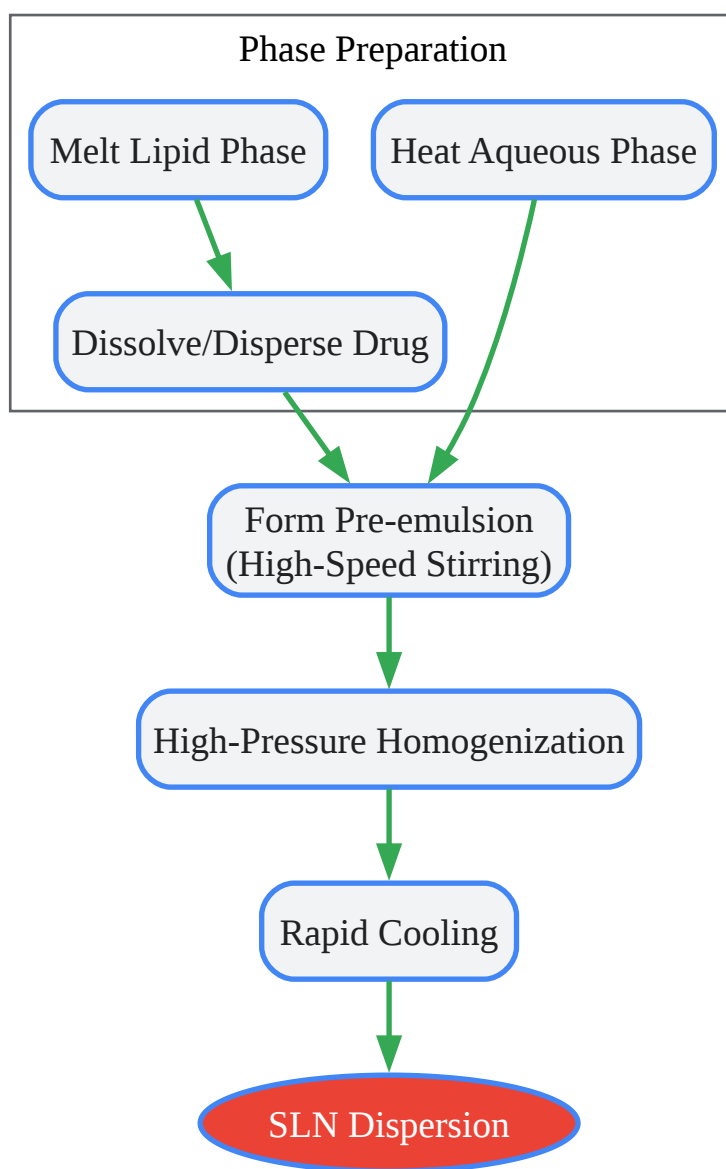 Phase Preparation
Melt Lipid Phase
Heat Aqueous Phase
Dissolve/Disperse Drug
Form Pre-emulsion
(High-Speed Stirring)
High-Pressure Homogenization
Rapid Cooling
SLN Dispersion